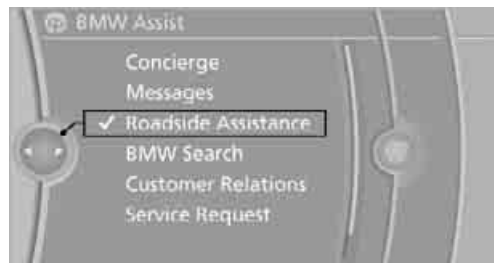 BMW Assist
Concierge
Messages
Roadside Assistance
BMW Search
Customer Relations
Service Request